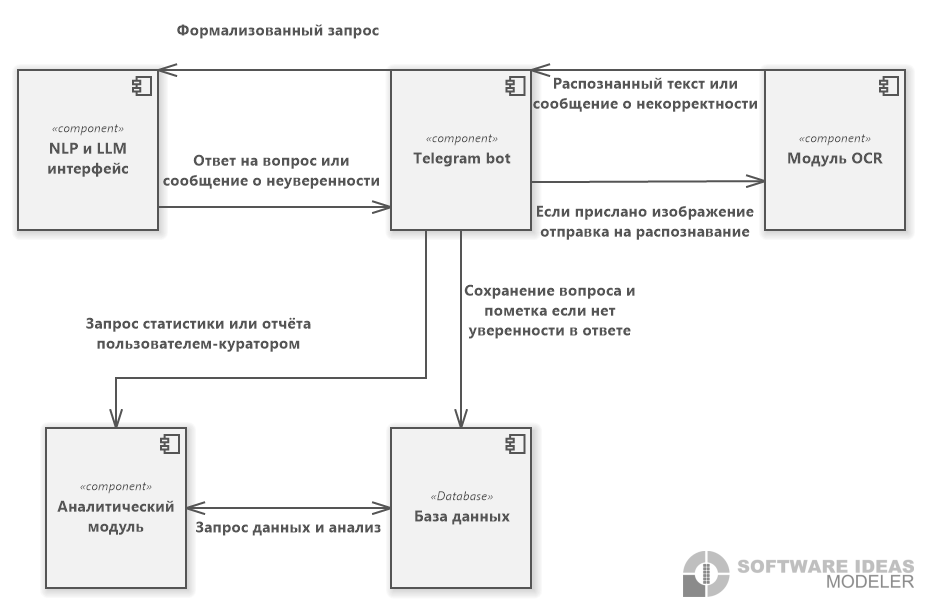 Формализованный запрос
«component»
NLP и LLM
интерфейс
Ответ на вопрос или
сообщение о неуверенности
«component»
Telegram bot
Распознанный текст или
сообщение о некорректности
«component»
Модуль OCR
Если прислано изображение
отправка на распознавание
Сохранение вопроса и
пометка если нет
уверенности в ответе
Запрос статистики или отчёта
пользователем-куратором
«component»
Аналитический
модуль
Запрос данных и анализ
«Database»
База данных
SOFTWARE IDEAS
MODELER